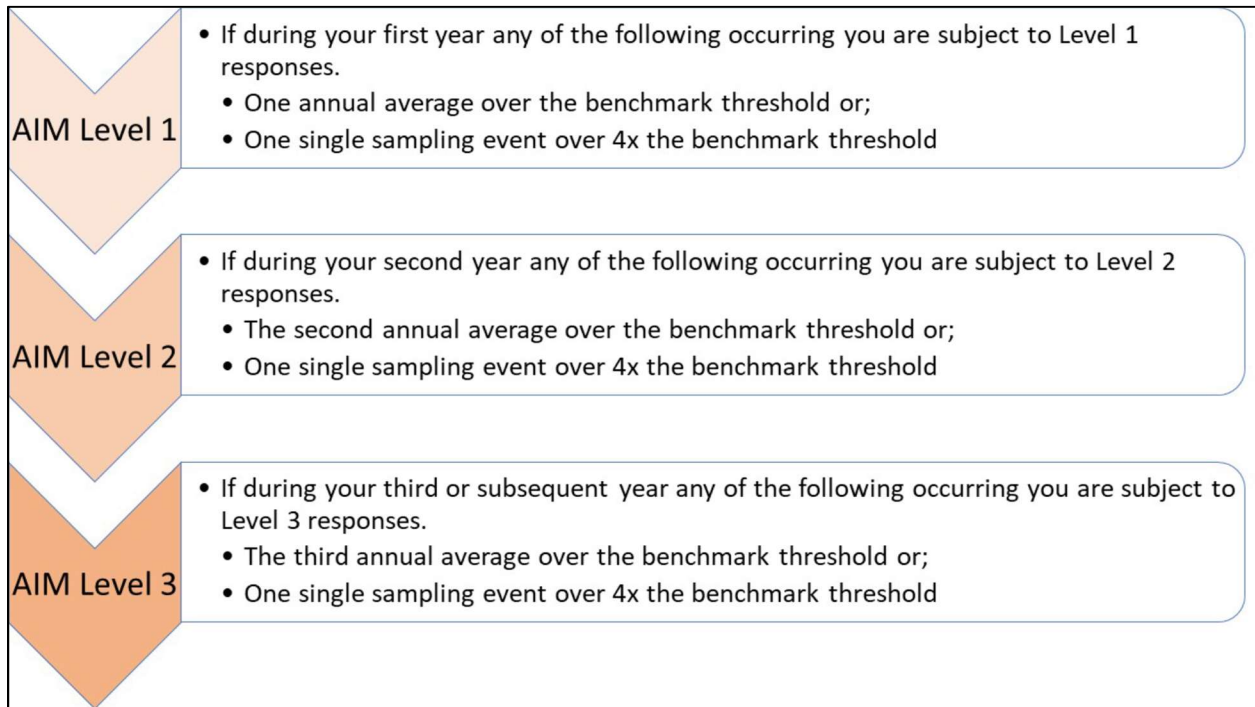 AIM Level 1
• If during your first year any of the following occurring you are subject to Level 1
responses.
• One annual average over the benchmark threshold or;
• One single sampling event over 4x the benchmark threshold
AIM Level 2
• If during your second year any of the following occurring you are subject to Level 2
responses.
• The second annual average over the benchmark threshold or;
• One single sampling event over 4x the benchmark threshold
AIM Level 3
• If during your third or subsequent year any of the following occurring you are subject to
Level 3 responses.
• The third annual average over the benchmark threshold or;
• One single sampling event over 4x the benchmark threshold